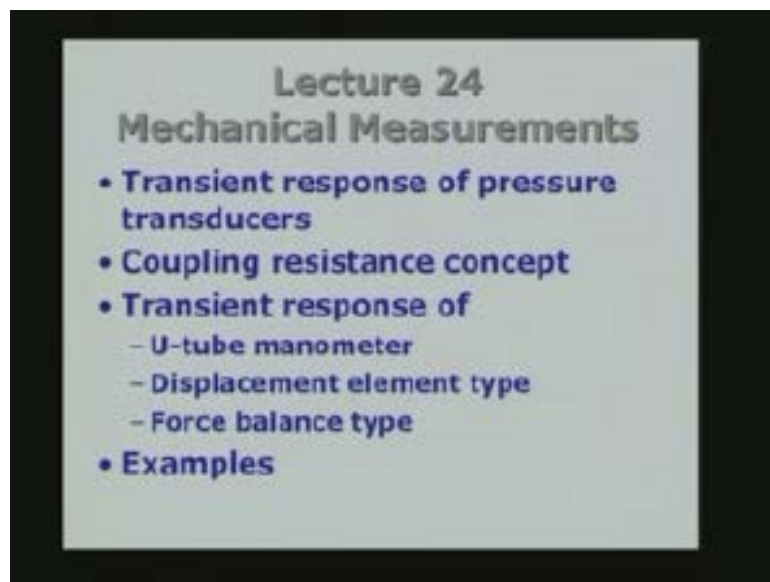 Lecture 24
Mechanical Measurements
• Transient response of pressure
transducers
• Coupling resistance concept
• Transient response of
– U-tube manometer
– Displacement element type
– Force balance type
• Examples